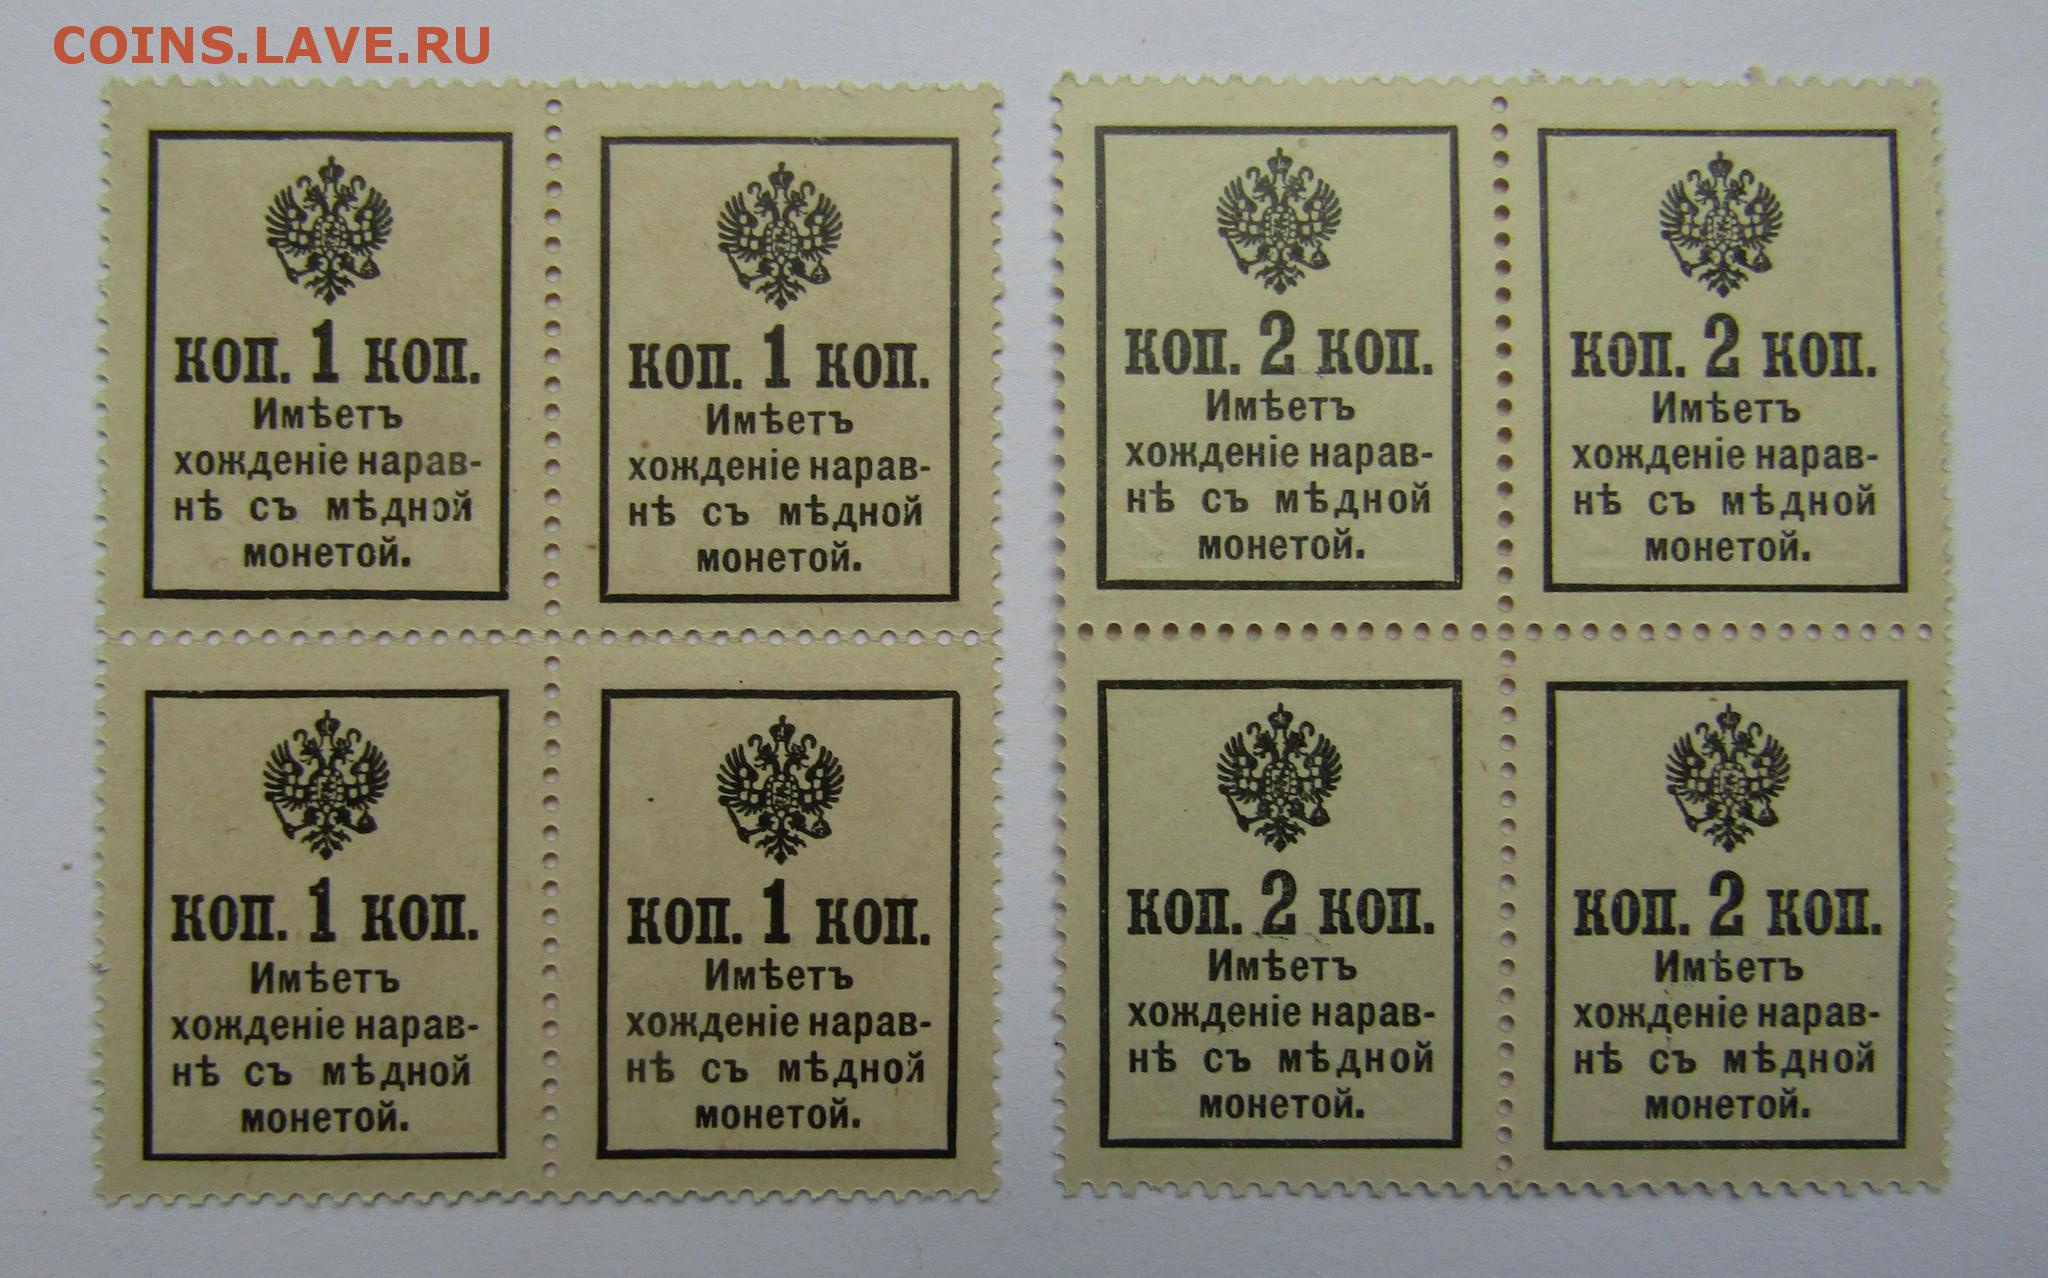 COINS.LAVE.RU
КОП. 1 КОП.
Имѣетъ
хожденіе нарав-
нѣ съ мѣдной
монетой.
КОП. 1 КОП.
Имѣетъ
хожденіе нарав-
нѣ съ мѣдной
монетой.
КОП. 2 КОП.
Имѣетъ
хожденіе нарав-
нѣ съ мѣдной
монетой.
КОП. 2 КОП.
Имѣетъ
хожденіе нарав-
нѣ съ мѣдной
монетой.
КОП. 1 КОП.
Имѣетъ
хожденіе нарав-
нѣ съ мѣдной
монетой.
КОП. 1 КОП.
Имѣетъ
хожденіе нарав-
нѣ съ мѣдной
монетой.
КОП. 2 КОП.
Имѣетъ
хожденіе нарав-
нѣ съ мѣдной
монетой.
КОП. 2 КОП.
Имѣетъ
хожденіе нарав-
нѣ съ мѣдной
монетой.